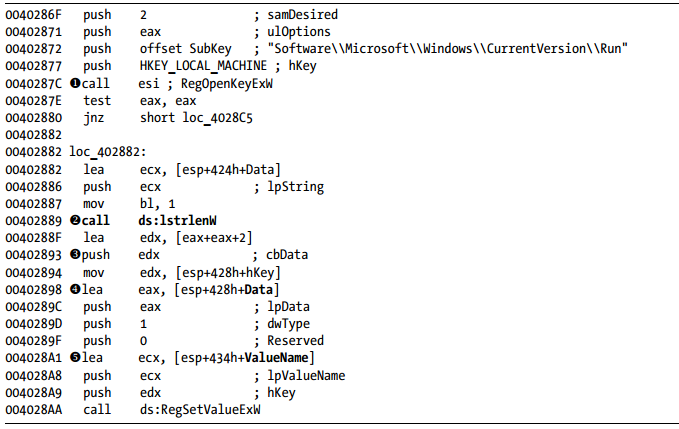 0040286F push 2 ; samDesired
00402871 push eax ; ulOptions
00402872 push offset SubKey ; "Software\\Microsoft\\Windows\\CurrentVersion\\Run"
00402877 push HKEY_LOCAL_MACHINE ; hKey
0040287C ❶call esi ; RegOpenKeyExW
0040287E test eax, eax
00402880 jnz short loc_4028C5
00402882
00402882 loc_402882:
00402882 lea ecx, [esp+424h+Data]
00402886 push ecx ; lpString
00402887 mov bl, 1
00402889 ❷call ds:lstrlenW
0040288F lea edx, [eax+eax+2]
00402893 ❸push edx ; cbData
00402894 mov edx, [esp+428h+hKey]
00402898 ❹lea eax, [esp+428h+Data]
0040289C push eax ; lpData
0040289D push 1 ; dwType
0040289F push 0 ; Reserved
004028A1 ❺lea ecx, [esp+434h+ValueName]
004028A8 push ecx ; lpValueName
004028A9 push edx ; hKey
004028AA call ds:RegSetValueExW